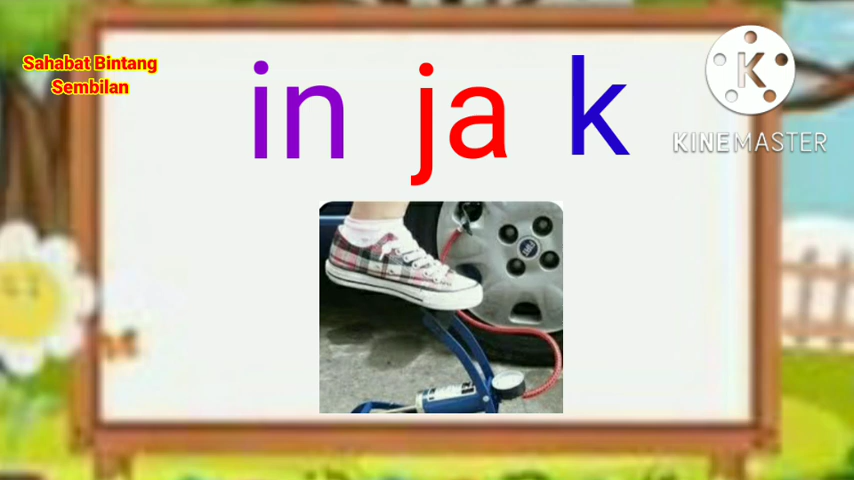 Sahabat Bintang
Sembilan
in ja k
K
KINEMASTER